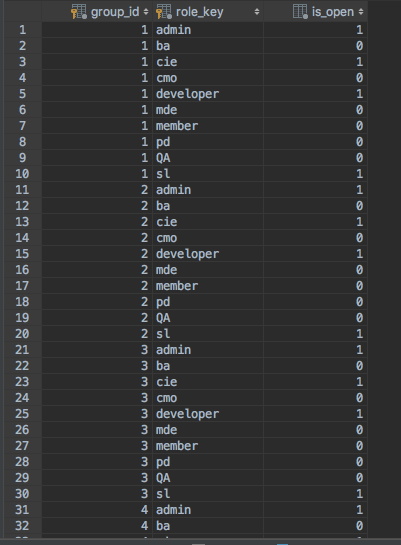 group_id role_key is_open
1 1 admin 1
2 1 ba 0
3 1 cie 1
4 1 cmo 0
5 1 developer 1
6 1 mde 0
7 1 member 0
8 1 pd 0
9 1 QA 0
10 1 sl 1
11 2 admin 1
12 2 ba 0
13 2 cie 1
14 2 cmo 0
15 2 developer 1
16 2 mde 0
17 2 member 0
18 2 pd 0
19 2 QA 0
20 2 sl 1
21 3 admin 1
22 3 ba 0
23 3 cie 1
24 3 cmo 0
25 3 developer 1
26 3 mde 0
27 3 member 0
28 3 pd 0
29 3 QA 0
30 3 sl 1
31 4 admin 1
32 4 ba 0